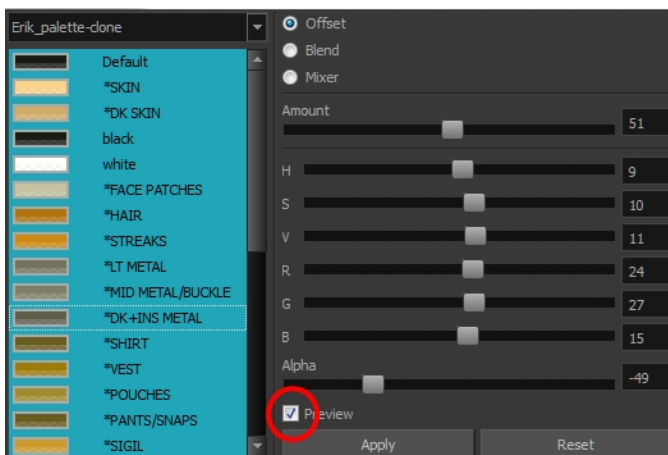 Erik_palette-clone
Default
*SKIN
*DK SKIN
black
white
*FACE PATCHES
*HAIR
*STREAKS
*LT METAL
*MID METAL/BUCKLE
*DK+INS METAL
*SHIRT
*VEST
*POUCHES
*PANTS/SNAPS
*SIGIL
Offset
Blend
Mixer
Amount
51
H 9
S 10
V 11
R 24
G 27
B 15
Alpha
-49
Preview
Apply Reset